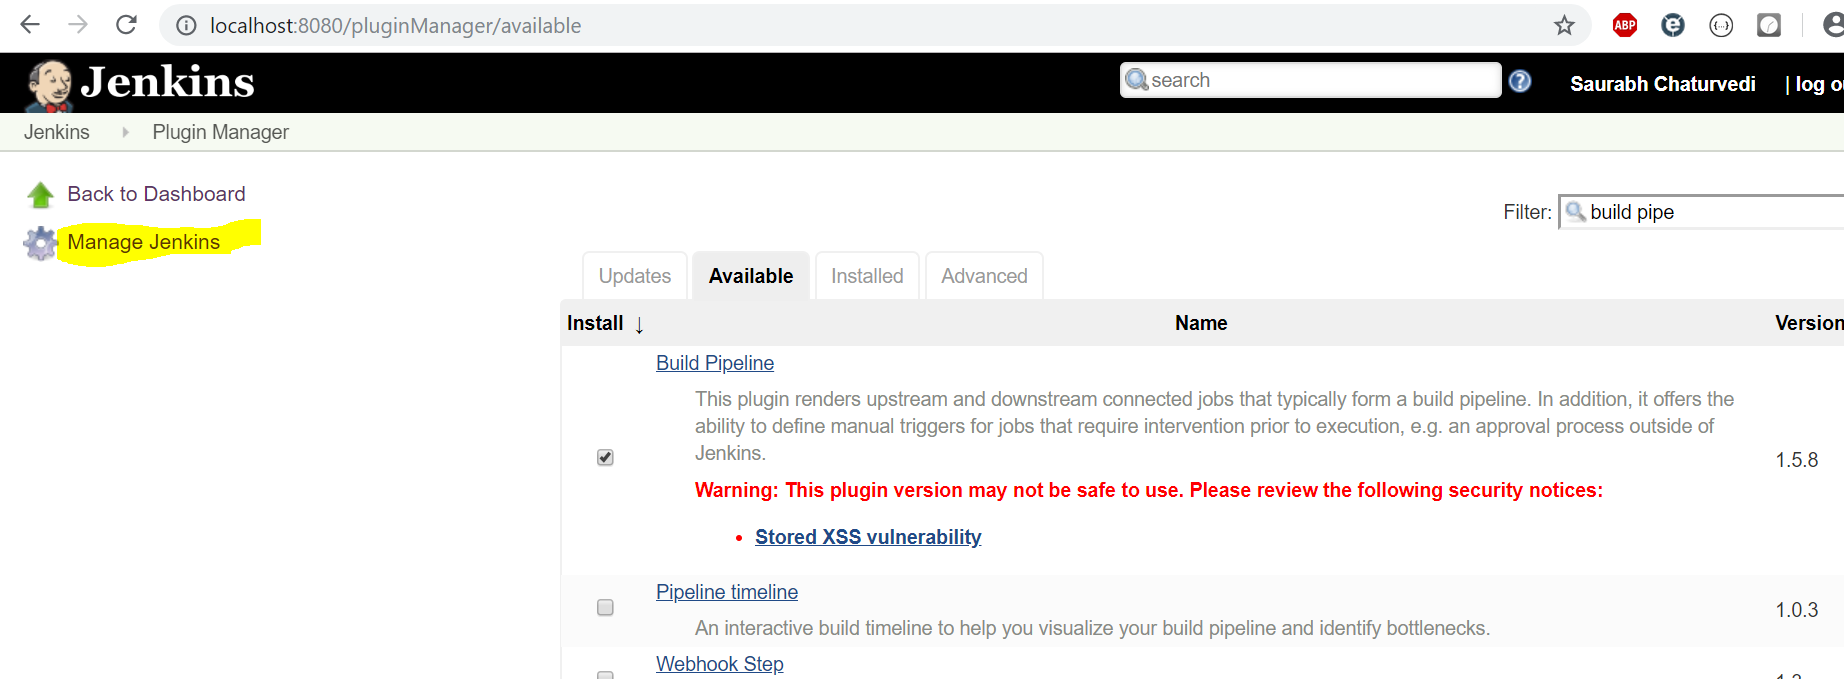 localhost:8080/pluginManager/available
ABP
Jenkins
search
?
Saurabh Chaturvedi
| log
Jenkins
Plugin Manager
Back to Dashboard
Manage Jenkins
Filter:
build pipe
Updates
Available
Installed
Advanced
Install ↓
Name
Version
Build Pipeline
This plugin renders upstream and downstream connected jobs that typically form a build pipeline. In addition, it offers the
ability to define manual triggers for jobs that require intervention prior to execution, e.g. an approval process outside of
Jenkins.
Warning: This plugin version may not be safe to use. Please review the following security notices:
• Stored XSS vulnerability
1.5.8
Pipeline timeline
An interactive build timeline to help you visualize your build pipeline and identify bottlenecks.
1.0.3
Webhook Step